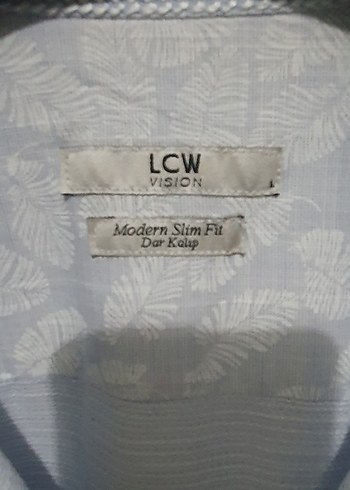 LCW
VISION
L
Modern Slim Fit
Dar Kalıp